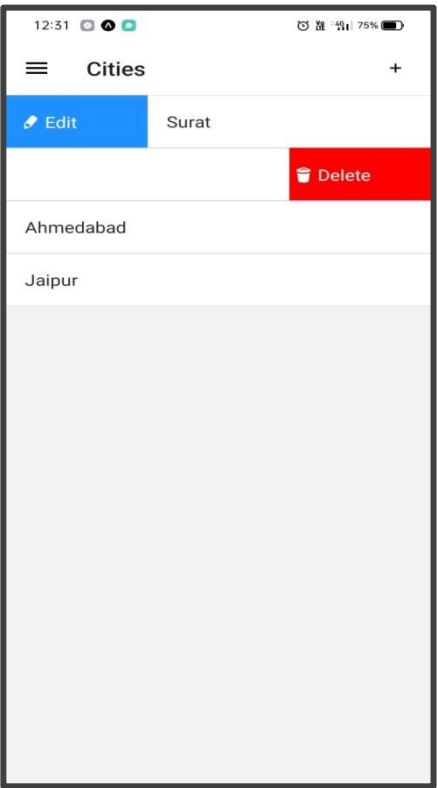 12:31 75%
Cities +
Edit Surat
Delete
Ahmedabad
Jaipur